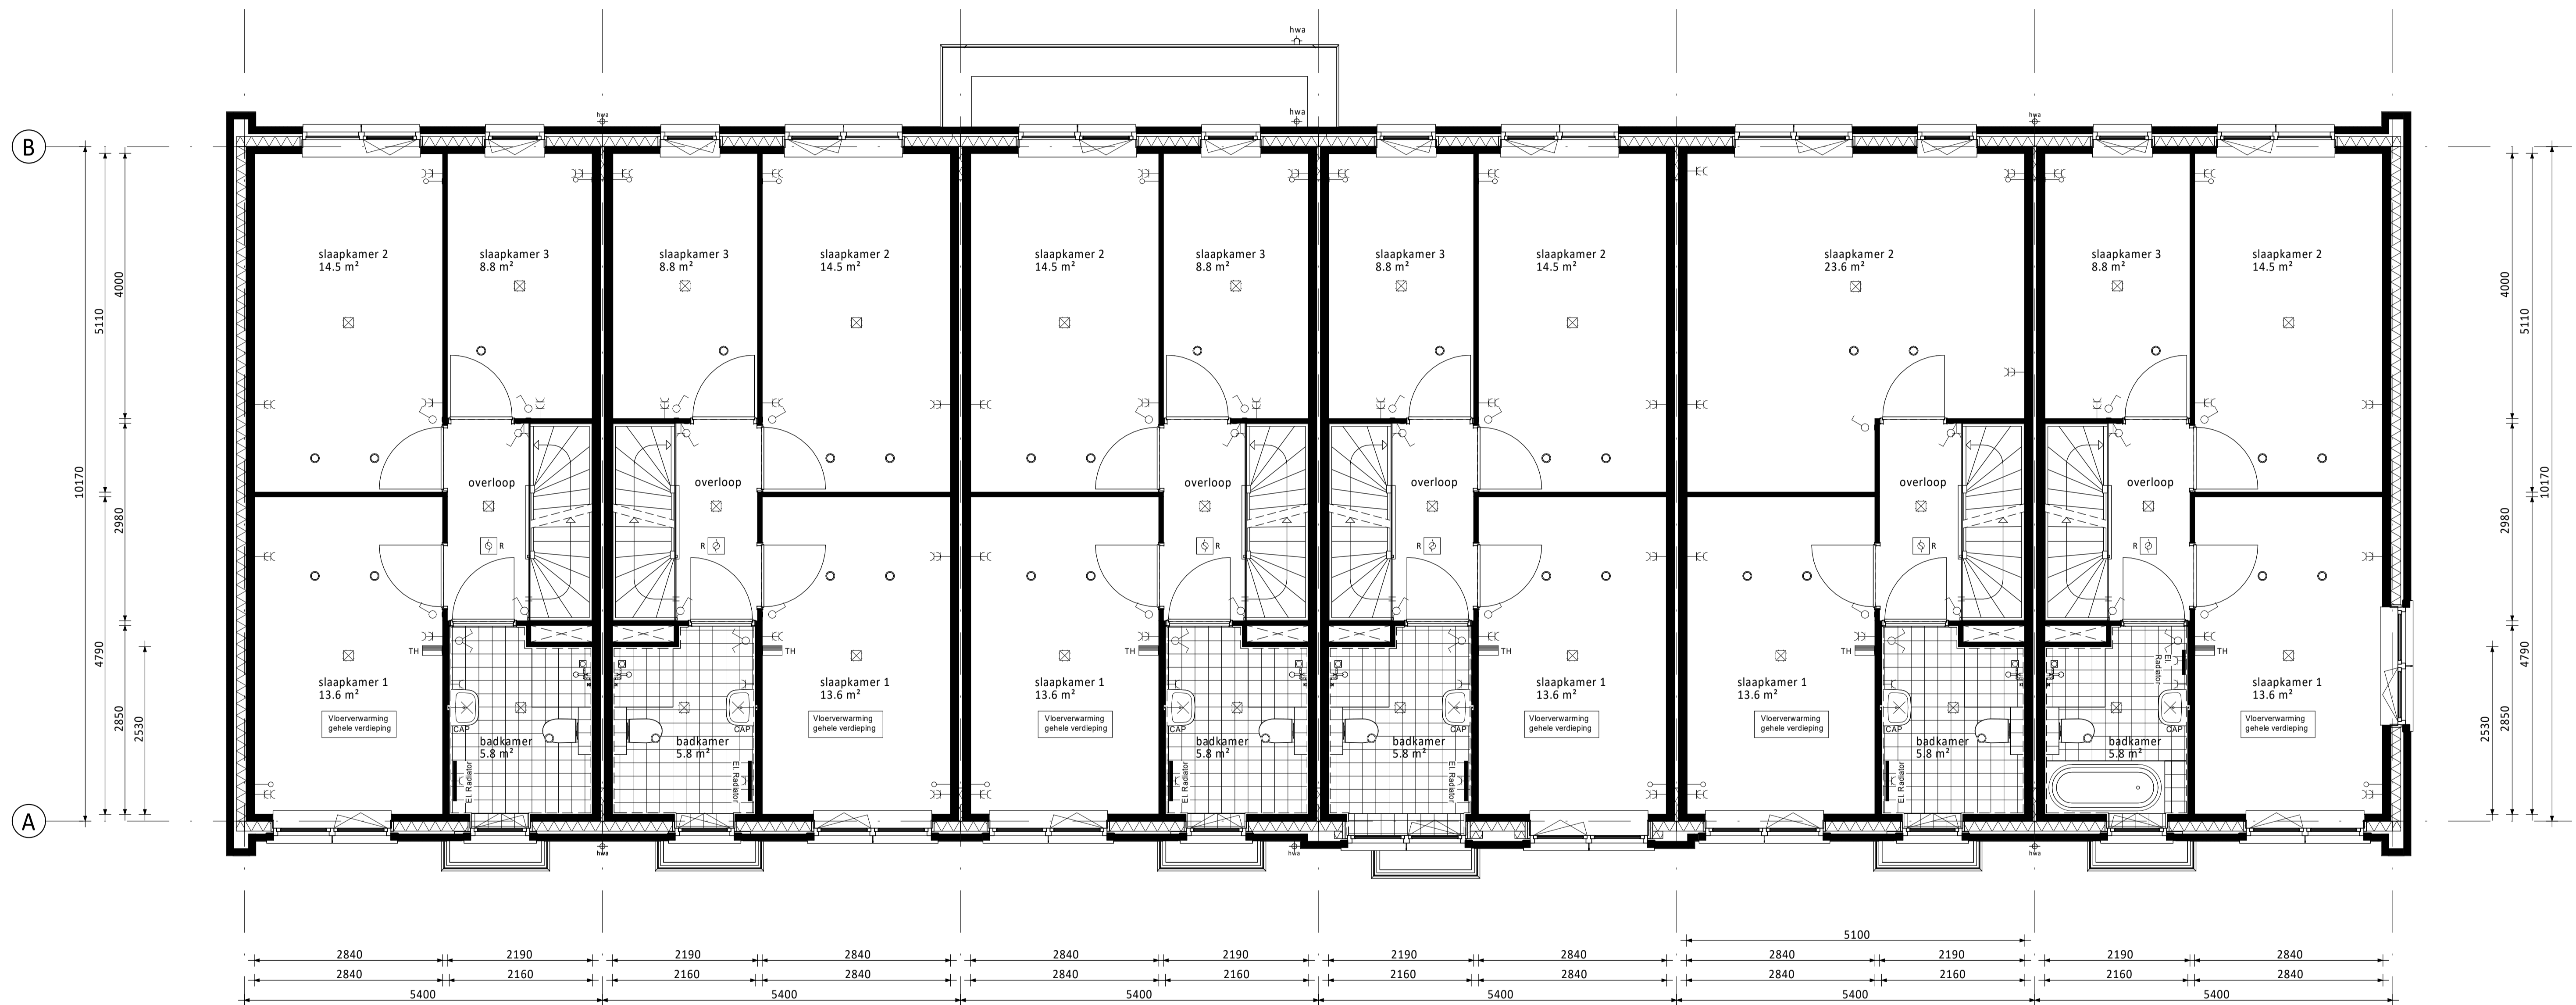 hwa
hwa
hwa
hwa
B
B
slaapkamer 2
14.5 m²
slaapkamer 3
8.8 m²
slaapkamer 3
8.8 m²
slaapkamer 2
14.5 m²
slaapkamer 2
14.5 m²
slaapkamer 3
8.8 m²
slaapkamer 3
8.8 m²
slaapkamer 2
14.5 m²
slaapkamer 2
23.6 m²
slaapkamer 3
8.8 m²
slaapkamer 2
14.5 m²
4000
5110
10170
2980
4790
2850
2530
4000
5110
10170
2980
4790
2850
2530
overloop
overloop
overloop
overloop
overloop
overloop
R
R
R
R
R
R
TH
TH
TH
TH
TH
TH
slaapkamer 1
13.6 m²
Vloerverwarming
gehele verdieping
CAP
badkamer
5.8 m²
El.Radiator
CAP
badkamer
5.8 m²
El.Radiator
slaapkamer 1
13.6 m²
Vloerverwarming
gehele verdieping
slaapkamer 1
13.6 m²
Vloerverwarming
gehele verdieping
CAP
badkamer
5.8 m²
El.Radiator
CAP
badkamer
5.8 m²
El.Radiator
slaapkamer 1
13.6 m²
Vloerverwarming
gehele verdieping
slaapkamer 1
13.6 m²
Vloerverwarming
gehele verdieping
CAP
badkamer
5.8 m²
El.Radiator
El.
Radiator
CAP
badkamer
5.8 m²
slaapkamer 1
13.6 m²
Vloerverwarming
gehele verdieping
A
hwa
hwa
hwa
5100
2840 2190 2190 2840 2840 2190 2190 2840 2840 2190 2190 2840
2840 2160 2160 2840 2840 2160 2160 2840 2840 2160 2160 2840
5400 5400 5400 5400 5400 5400